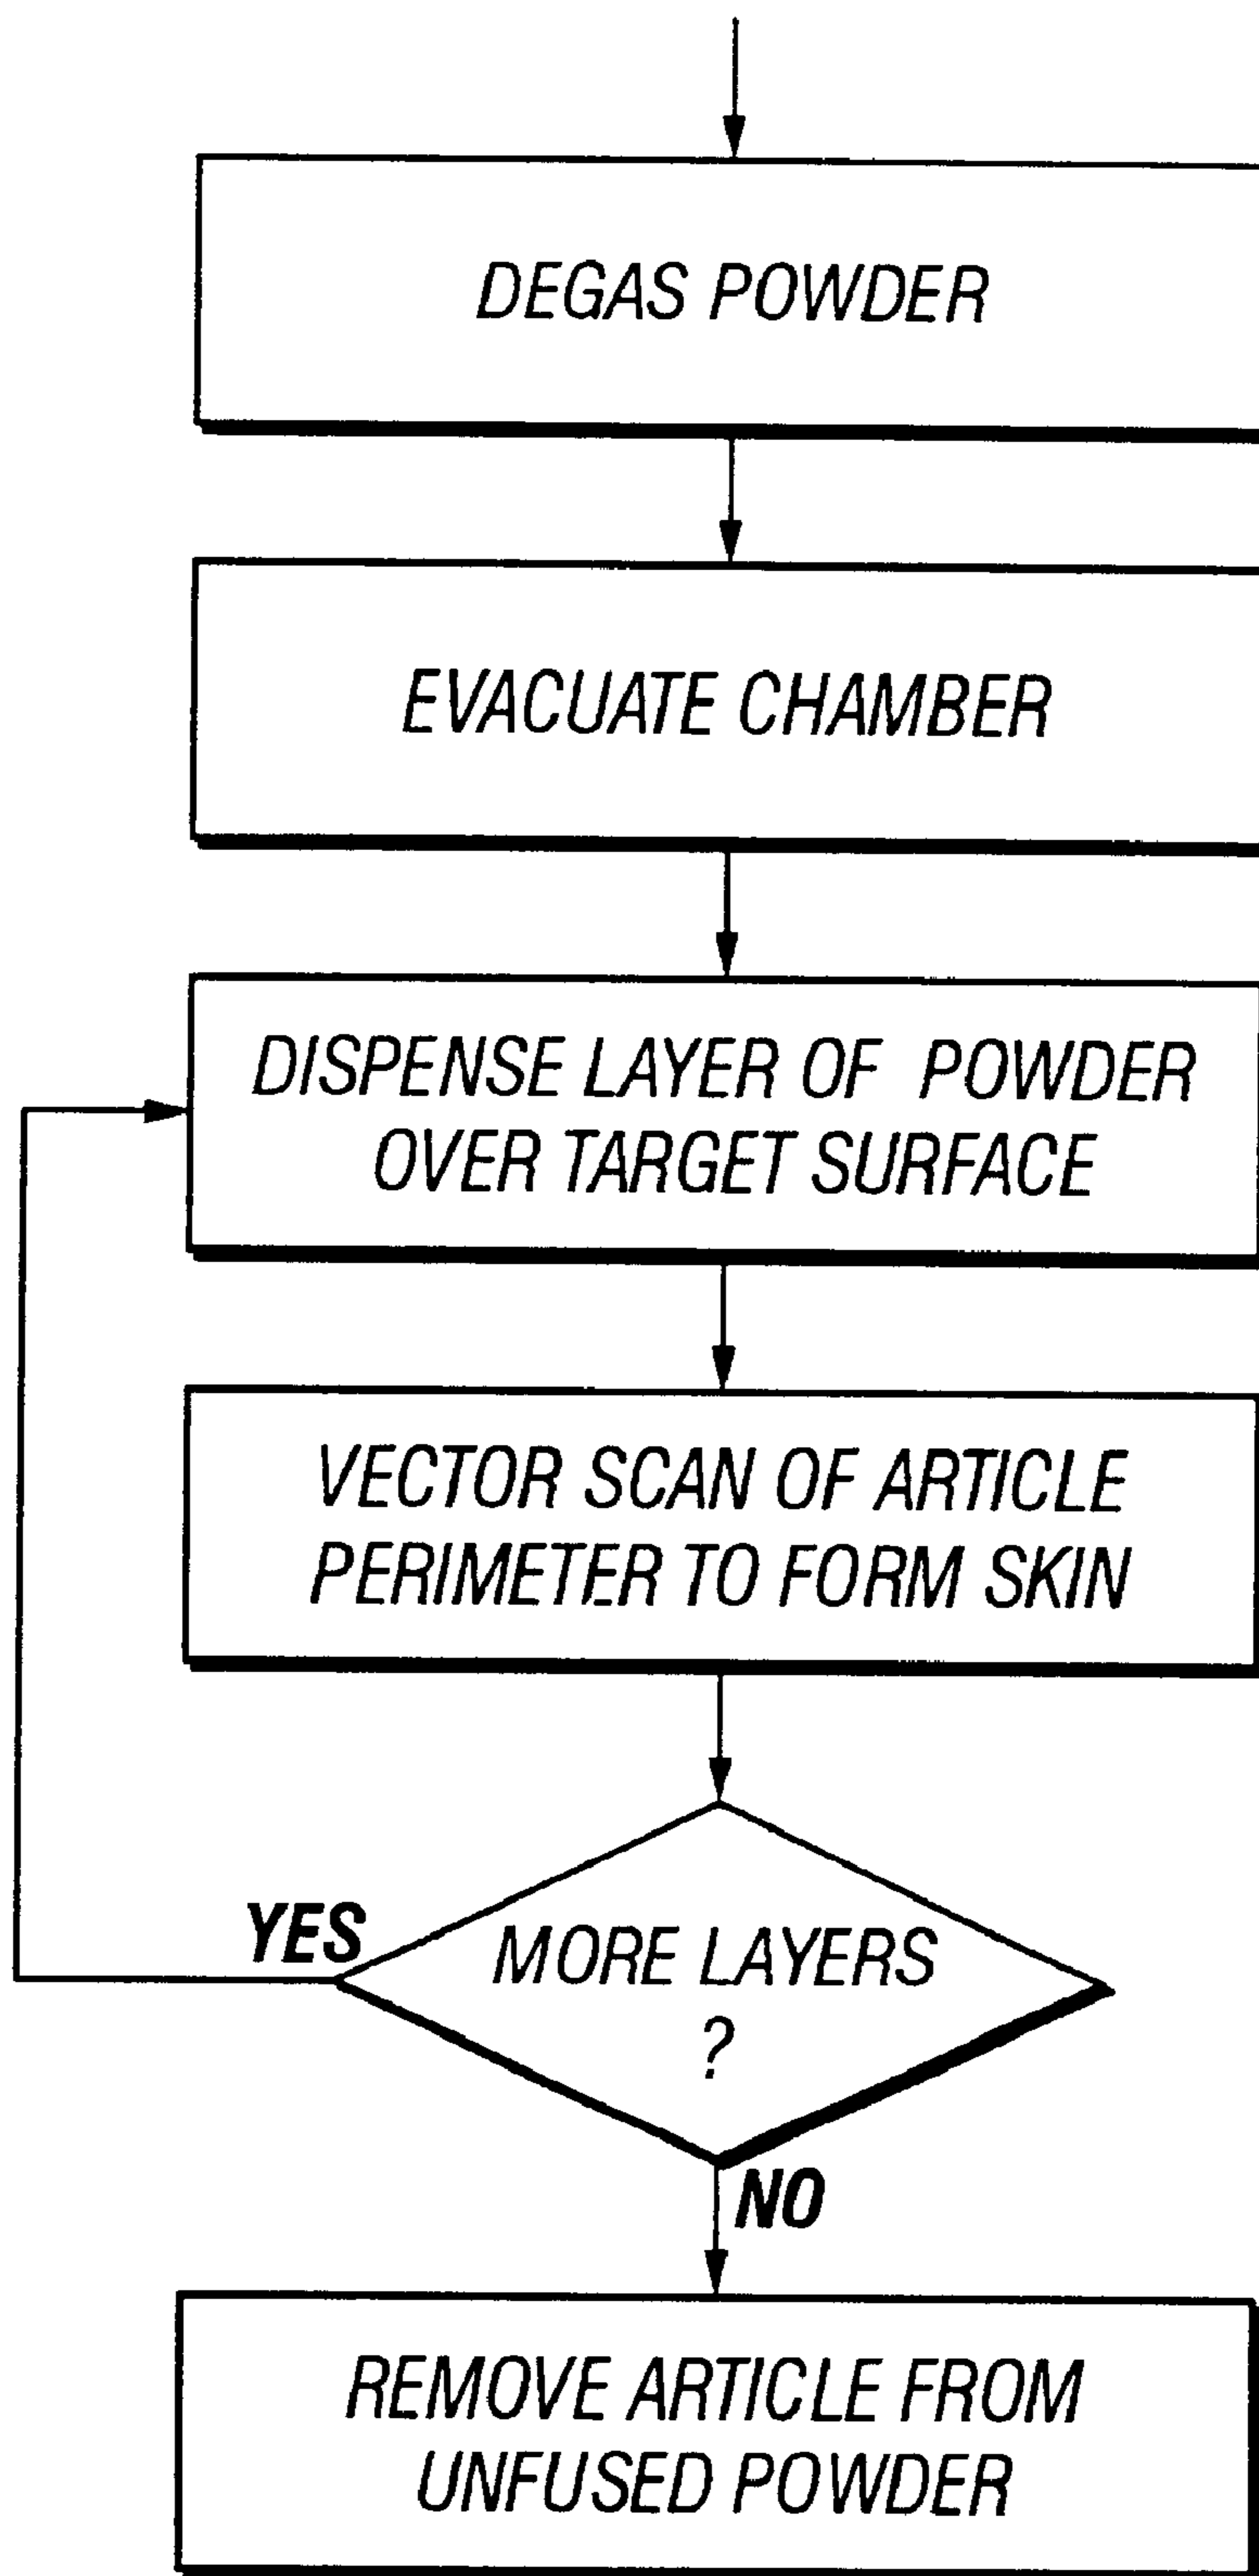 DEGAS POWDER
EVACUATE CHAMBER
DISPENSE LAYER OF POWDER
OVER TARGET SURFACE
VECTOR SCAN OF ARTICLE
PERIMETER TO FORM SKIN
YES
MORE LAYERS
?
NO
REMOVE ARTICLE FROM
UNFUSED POWDER